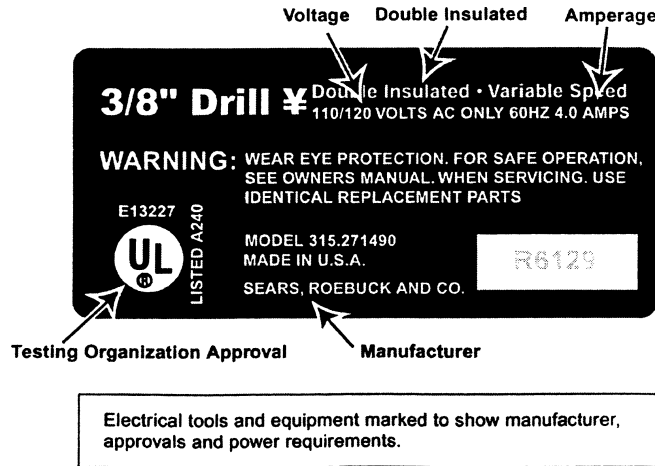 Voltage Double Insulated Amperage
3/8" Drill ¥ Double Insulated · Variable Speed
110/120 VOLTS AC ONLY 60HZ 4.0 AMPS
WARNING: WEAR EYE PROTECTION. FOR SAFE OPERATION,
SEE OWNERS MANUAL. WHEN SERVICING. USE
IDENTICAL REPLACEMENT PARTS
E13227
UL
®
LISTED A240
MODEL 315.271490
MADE IN U.S.A.
SEARS, ROEBUCK AND CO.
R6129
Testing Organization Approval Manufacturer
Electrical tools and equipment marked to show manufacturer,
approvals and power requirements.